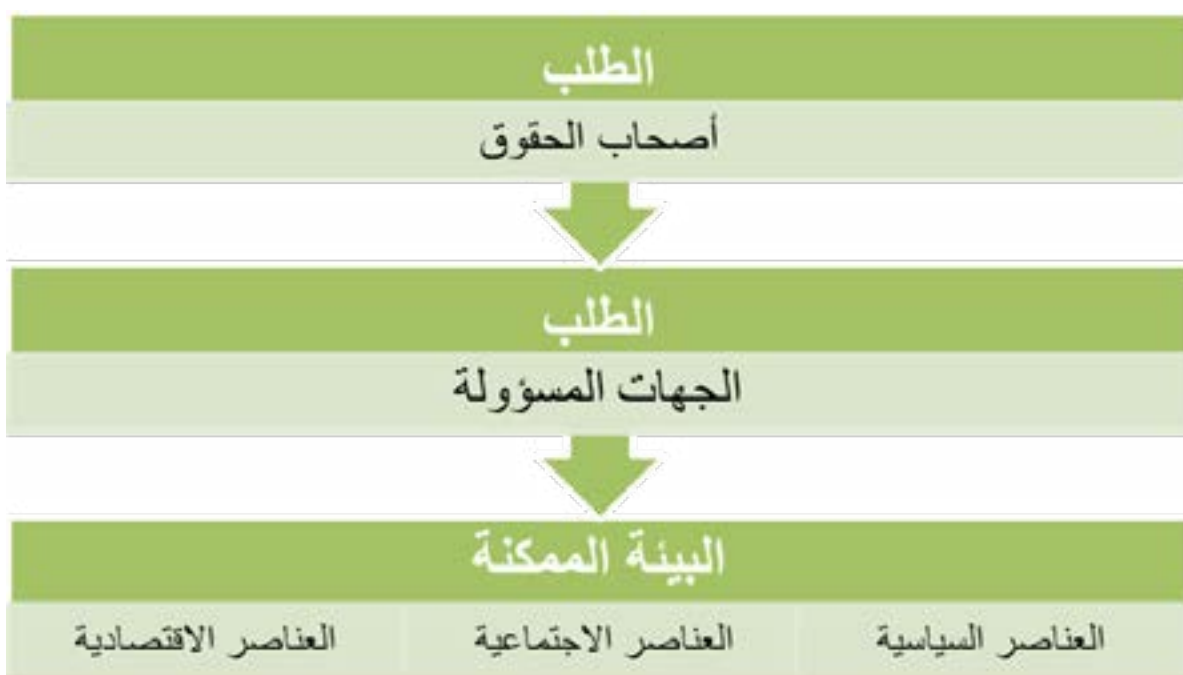 الطلب
أصحاب الحقوق
الطلب
الجهات المسؤولة
البيئة الممكنة
العناصر السياسية
العناصر الاجتماعية
العناصر الاقتصادية